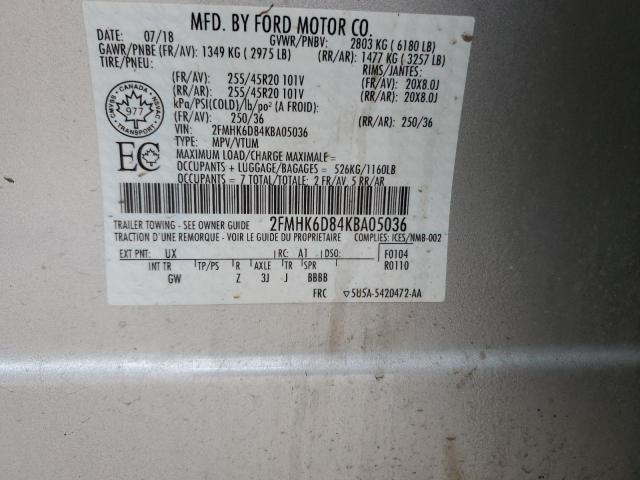 MFD. BY FORD MOTOR CO.
DATE: 07/18 GVWR/PNBV: 2803 KG ( 6180 LB)
GAWR/PNBE (FR/AV): 1349 KG ( 2975 LB) (RR/AR): 1477 KG ( 3257 LB)
TIRE/PNEU: RIMS/JANTES:
(FR/AV) 255/45R20 101V (FR/AV): 20X8.0J
(RR/AR) 255/45R20 101V (RR/AR): 20X8.0J
kPa/PSI(COLD)/lb/po² (A FROID):
(FR/AV): 250/36 (RR/AR): 250/36
CMVSS • CANADA • NSVAC
977
TRANSPORT
VIN: 2FMHK6D84KBA05036
TYPE: MPV/VTUM
EC
MAXIMUM LOAD/CHARGE MAXIMALE =
OCCUPANTS + LUGGAGE/BAGAGES = 526KG/1160LB
OCCUPANTS = 7 TOTAL/TOTALE: 2 FR/AV, 5 RR/AR
TRAILER TOWING - SEE OWNER GUIDE 2FMHK6D84KBA05036
TRACTION D'UNE REMORQUE - VOIR LE GUIDE DU PROPRIETAIRE COMPLIES: ICES/NMB-002
EXT PNT: UX RC: A1 DSO: F0104
INT TR TP/PS R AXLE TR SPR R0110
GW Z 3J J BBBB
FRC ▽5U5A-5420472-AA